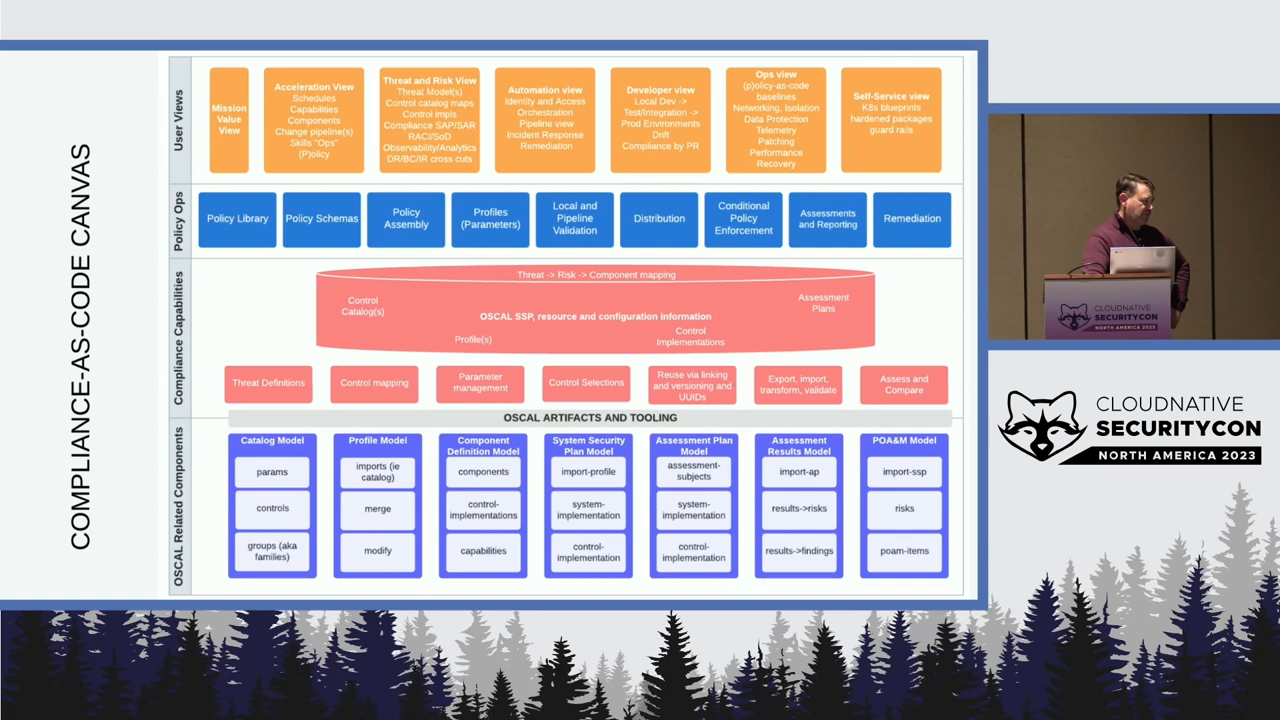 COMPLIANCE-AS-CODE CANVAS
User Views
Mission
Value
View
Acceleration View
Schedules
Capabilities
Components
Change pipeline(s)
Skills "Ops"
(P)olicy
Threat and Risk View
Threat Model(s)
Control catalog maps
Control impls
Compliance SAP/SAR
RACI/SoD
Observability/Analytics
DR/BC/IR cross cuts
Automation view
Identity and Access
Orchestration
Pipeline view
Incident Response
Remediation
Developer view
Local Dev ->
Test/Integration ->
Prod Environments
Drift
Compliance by PR
Ops view
(p)olicy-as-code
baselines
Networking, Isolation
Data Protection
Telemetry
Patching
Performance
Recovery
Self-Service view
K8s blueprints
hardened packages
guard rails
Policy Ops
Policy Library
Policy Schemas
Policy
Assembly
Profiles
(Parameters)
Local and
Pipeline
Validation
Distribution
Conditional
Policy
Enforcement
Assessments
and Reporting
Remediation
Compliance Capabilities
Threat -> Risk -> Component mapping
Control
Catalog(s)
Assessment
Plans
OSCAL SSP, resource and configuration information
Profile(s)
Control
Implementations
Threat Definitions
Control mapping
Parameter
management
Control Selections
Reuse via linking
and versioning and
UUIDs
Export, import,
transform, validate
Assess and
Compare
OSCAL ARTIFACTS AND TOOLING
OSCAL Related Components
Catalog Model
params
controls
groups (aka
families)
Profile Model
imports (ie
catalog)
merge
modify
Component
Definition Model
components
control-
implementations
capabilities
System Security
Plan Model
import-profile
system-
implementation
control-
implementation
Assessment Plan
Model
assessment-
subjects
system-
implementation
control-
implementation
Assessment
Results Model
import-ap
results->risks
results->findings
POA&M Model
import-ssp
risks
poam-items
CLOUDNATIVE
SECURITYCON
NORTH AMERICA 2023
CLOUDNATIVE
SECURITYCON
NORTH AMERICA 2023